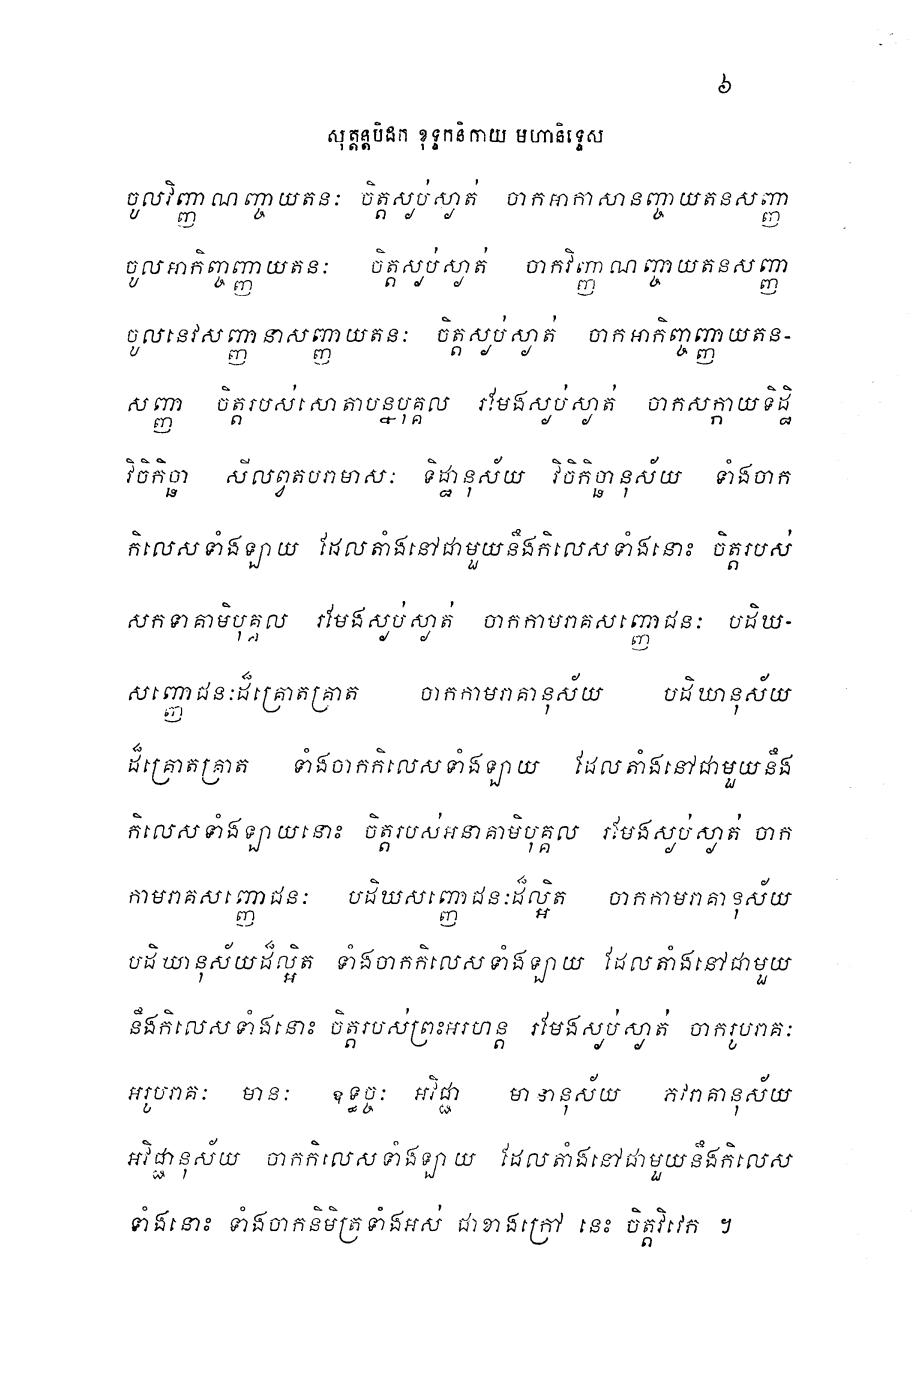 ៦
សុត្តន្តបិដក ខុទ្ទកនិកាយ មហានិទ្ទេស
ចូលវិញ្ញាណញ្ចាយតនៈ ចិត្តស្ងប់ស្ងាត់ ចាកអាកាសានញ្ចាយតនសញ្ញា
ចូលអាកិញ្ចញ្ញាយតនៈ ចិត្តស្ងប់ស្ងាត់ ចាកវិញ្ញាណញ្ចាយតនសញ្ញា
ចូលនេវសញ្ញានាសញ្ញាយតនៈ ចិត្តស្ងប់ស្ងាត់ ចាកអាកិញ្ចញ្ញាយតន-
សញ្ញា ចិត្តរបស់សោតាបន្នបុគ្គល រមែងស្ងប់ស្ងាត់ ចាកសក្កាយទិដ្ឋិ
វិចិកិច្ឆា សីលព្វតបរាមាសៈ ទិដ្ឋានុស័យ វិចិកិច្ឆានុស័យ ទាំងចាក
កិលេសទាំងឡាយ ដែលតាំងនៅជាមួយនឹងកិលេសទាំងនោះ ចិត្តរបស់
សកទាគាមិបុគ្គល រមែងស្ងប់ស្ងាត់ ចាកកាមរាគសញ្ញោជនៈ បដិឃ-
សញ្ញោជនៈដ៏គ្រោតគ្រាត ចាកកាមរាគានុស័យ បដិឃានុស័យ
ដ៏គ្រោតគ្រាត ទាំងចាកកិលេសទាំងឡាយ ដែលតាំងនៅជាមួយនឹង
កិលេសទាំងឡាយនោះ ចិត្តរបស់អនាគាមិបុគ្គល រមែងស្ងប់ស្ងាត់ ចាក
កាមរាគសញ្ញោជនៈ បដិឃសញ្ញោជនៈដ៏ល្អិត ចាកកាមរាគានុស័យ
បដិឃានុស័យដ៏ល្អិត ទាំងចាកកិលេសទាំងឡាយ ដែលតាំងនៅជាមួយ
នឹងកិលេសទាំងនោះ ចិត្តរបស់ព្រះអរហន្ត រមែងស្ងប់ស្ងាត់ ចាករូបរាគៈ
អរូបរាគៈ មានៈ ឧទ្ធច្ចៈ អវិជ្ជា មានានុស័យ ភវរាគានុស័យ
អវិជ្ជានុស័យ ចាកកិលេសទាំងឡាយ ដែលតាំងនៅជាមួយនឹងកិលេស
ទាំងនោះ ទាំងចាកនិមិត្តទាំងអស់ ជាខាងក្រៅ នេះ ចិត្តវិវេក ។